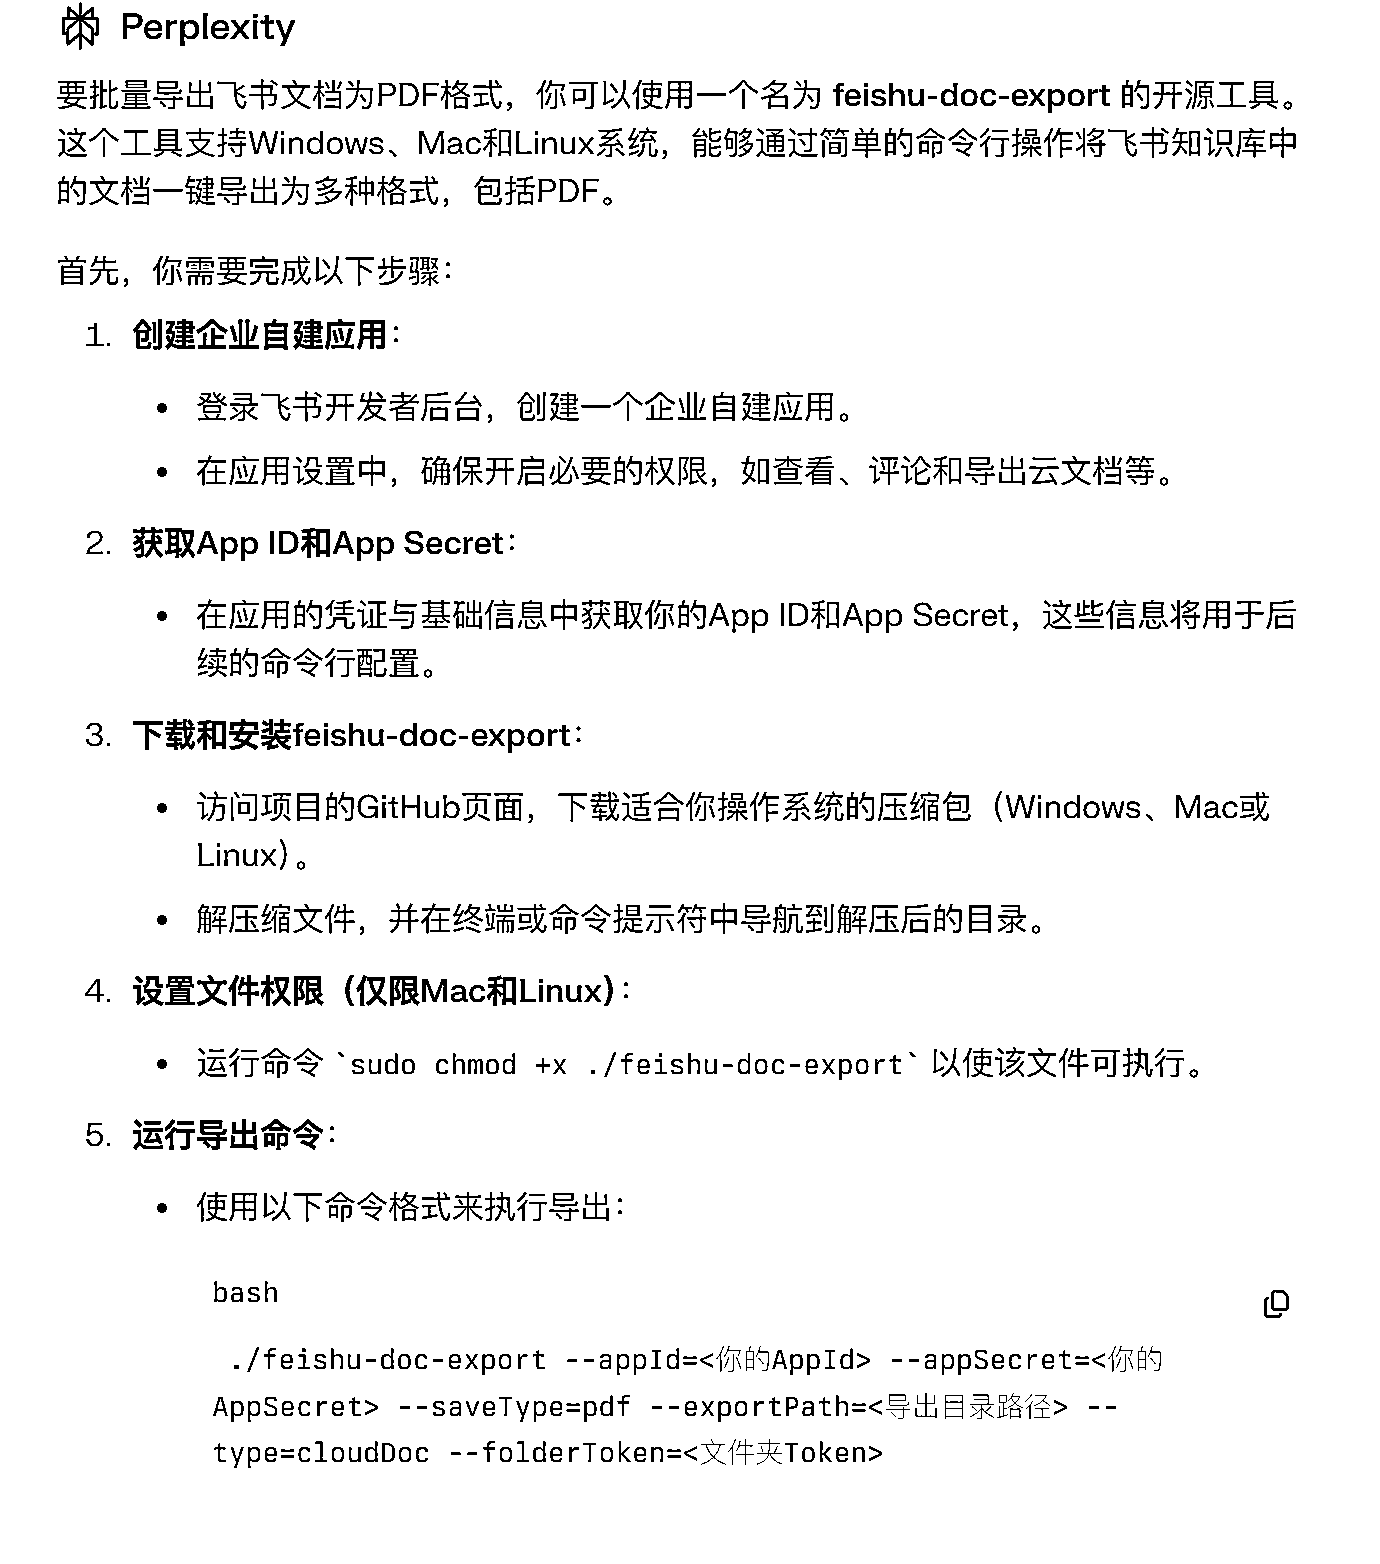 Perplexity
要批量导出飞书文档为PDF格式，你可以使用一个名为 feishu-doc-export 的开源工具。
这个工具支持Windows、Mac和Linux系统，能够通过简单的命令行操作将飞书知识库中
的文档一键导出为多种格式，包括PDF。
首先，你需要完成以下步骤：
1. 创建企业自建应用：
• 登录飞书开发者后台，创建一个企业自建应用。
• 在应用设置中，确保开启必要的权限，如查看、评论和导出云文档等。
2. 获取App ID和App Secret：
• 在应用的凭证与基础信息中获取你的App ID和App Secret，这些信息将用于后
续的命令行配置。
3. 下载和安装feishu-doc-export：
• 访问项目的GitHub页面，下载适合你操作系统的压缩包（Windows、Mac或
Linux）。
• 解压缩文件，并在终端或命令提示符中导航到解压后的目录。
4. 设置文件权限（仅限Mac和Linux）：
• 运行命令 `sudo chmod +x ./feishu-doc-export` 以使该文件可执行。
5. 运行导出命令：
• 使用以下命令格式来执行导出：
bash
./feishu-doc-export --appId=<你的AppId> --appSecret=<你的
AppSecret> --saveType=pdf --exportPath=<导出目录路径> --
type=cloudDoc --folderToken=<文件夹Token>